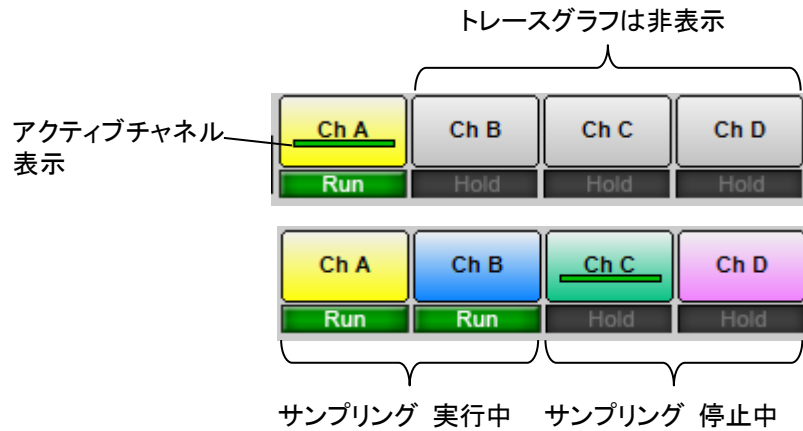 トレースグラフは非表示
アクティブチャネル
表示
Ch A Ch B Ch C Ch D
Run Hold Hold Hold
Ch A Ch B Ch C Ch D
Run Run Hold Hold
サンプリング 実行中 サンプリング 停止中